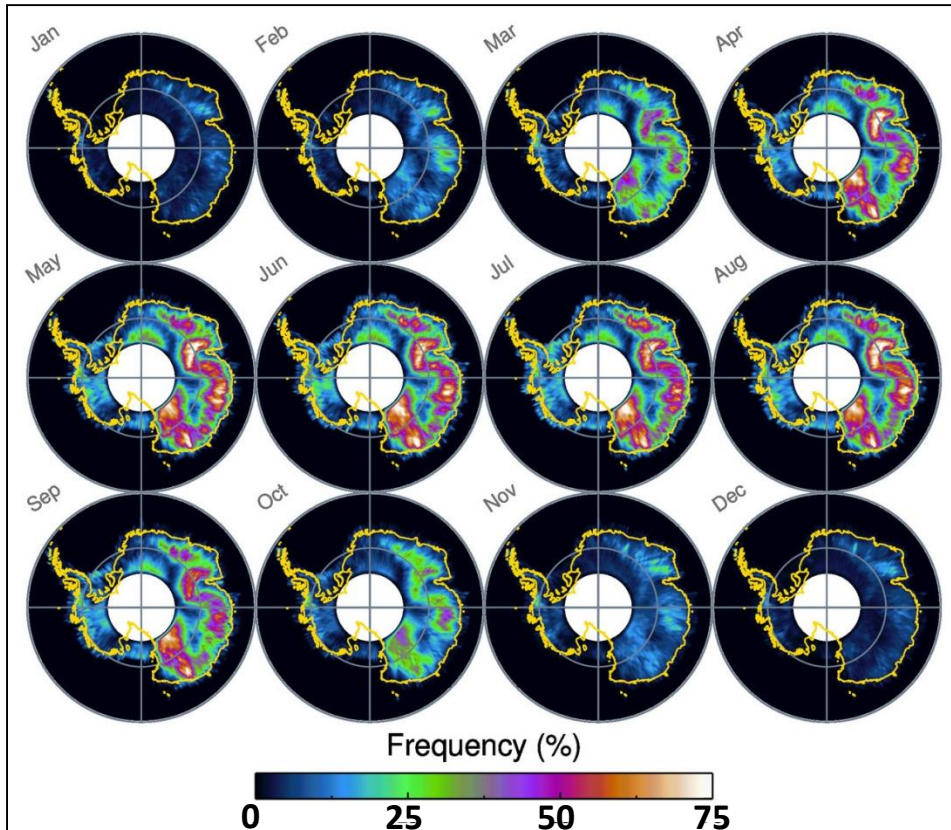 Jan Feb Mar Apr
May Jun Jul Aug
Sep Oct Nov Dec
Frequency (%)
0 25 50 75